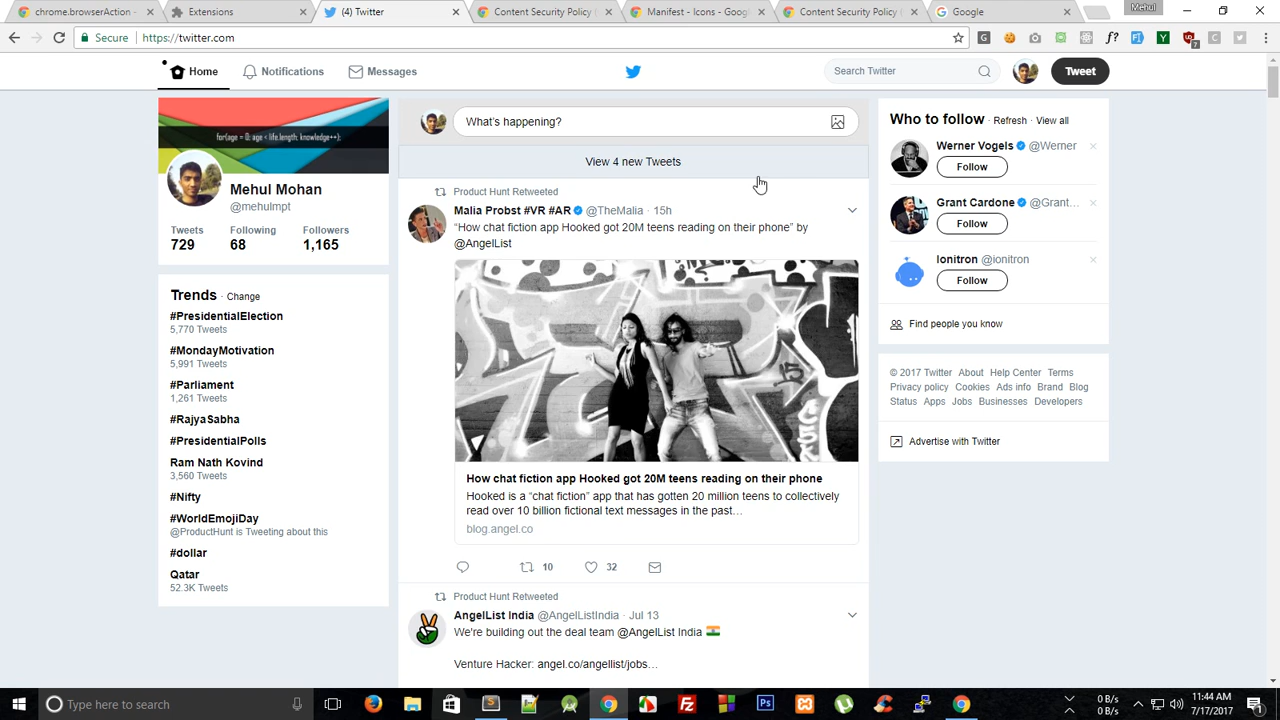 chrome.browserAction -
Extensions
(4) Twitter
Content Security Policy (
Manifest - Icons - Goog
Content Security Policy (
Google
Mehul
Secure
https://twitter.com
Home
Notifications
Messages
Search Twitter
Tweet
for(age = 0; age < life.length; knowledge++);
Mehul Mohan
@mehulmpt
Tweets Following Followers
729 68 1,165
Trends · Change
#PresidentialElection
5,770 Tweets
#MondayMotivation
5,991 Tweets
#Parliament
1,261 Tweets
#RajyaSabha
#PresidentialPolls
Ram Nath Kovind
3,560 Tweets
#Nifty
#WorldEmojiDay
@ProductHunt is Tweeting about this
#dollar
Qatar
52.3K Tweets
What's happening?
View 4 new Tweets
Product Hunt Retweeted
Malia Probst #VR #AR @TheMalia · 15h
“How chat fiction app Hooked got 20M teens reading on their phone” by
@AngelList
How chat fiction app Hooked got 20M teens reading on their phone
Hooked is a “chat fiction” app that has gotten 20 million teens to collectively
read over 10 billion fictional text messages in the past…
blog.angel.co
10 32
Product Hunt Retweeted
AngelList India @AngelListIndia · Jul 13
We're building out the deal team @AngelList India
Venture Hacker: angel.co/angellist/jobs…
Who to follow · Refresh · View all
Werner Vogels @Werner
Follow
Grant Cardone @Grant…
Follow
Ionitron @ionitron
Follow
Find people you know
© 2017 Twitter About Help Center Terms
Privacy policy Cookies Ads info Brand Blog
Status Apps Jobs Businesses Developers
Advertise with Twitter
Type here to search
0 B/s
0 B/s
11:44 AM
7/17/2017